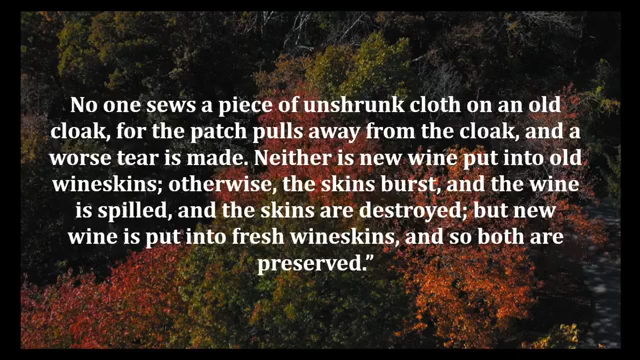 No one sews a piece of unshrunk cloth on an old
cloak, for the patch pulls away from the cloak, and a
worse tear is made. Neither is new wine put into old
wineskins; otherwise, the skins burst, and the wine
is spilled, and the skins are destroyed; but new
wine is put into fresh wineskins, and so both are
preserved.”